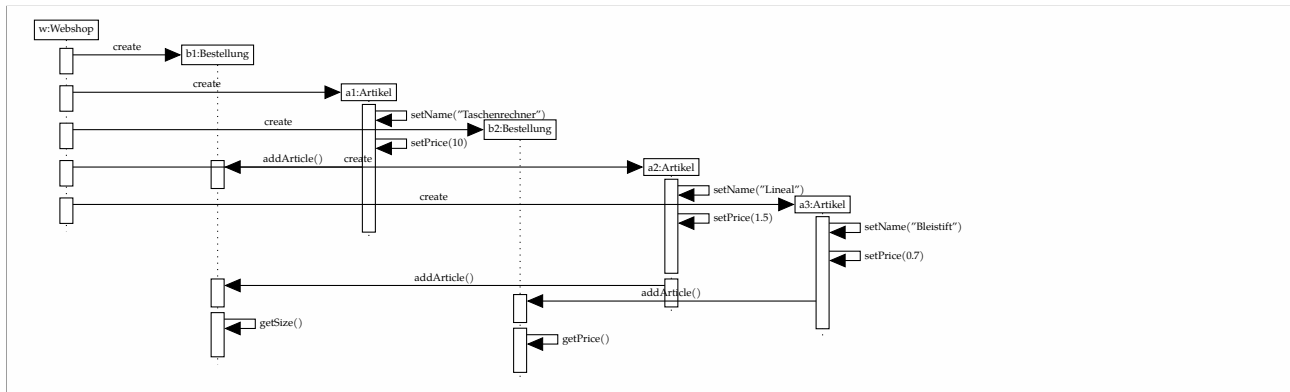 w:Webshop
create
b1:Bestellung
create
a1:Artikel
setName("Taschenrechner")
create
b2:Bestellung
setPrice(10)
addArticle()
create
a2:Artikel
setName("Lineal")
create
a3:Artikel
setPrice(1.5)
setName("Bleistift")
setPrice(0.7)
addArticle()
addArticle()
getSize()
getPrice()